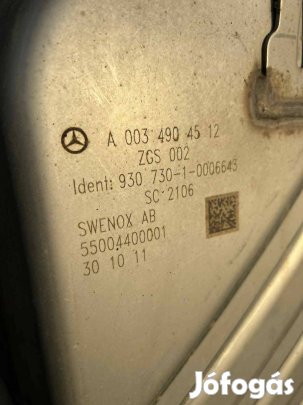 A 003 490 45 12
ZGS 002
Ident: 930 730-1-0006643
SC-2106
SWENOX AB
55004400001
30 10 11
Jófogás